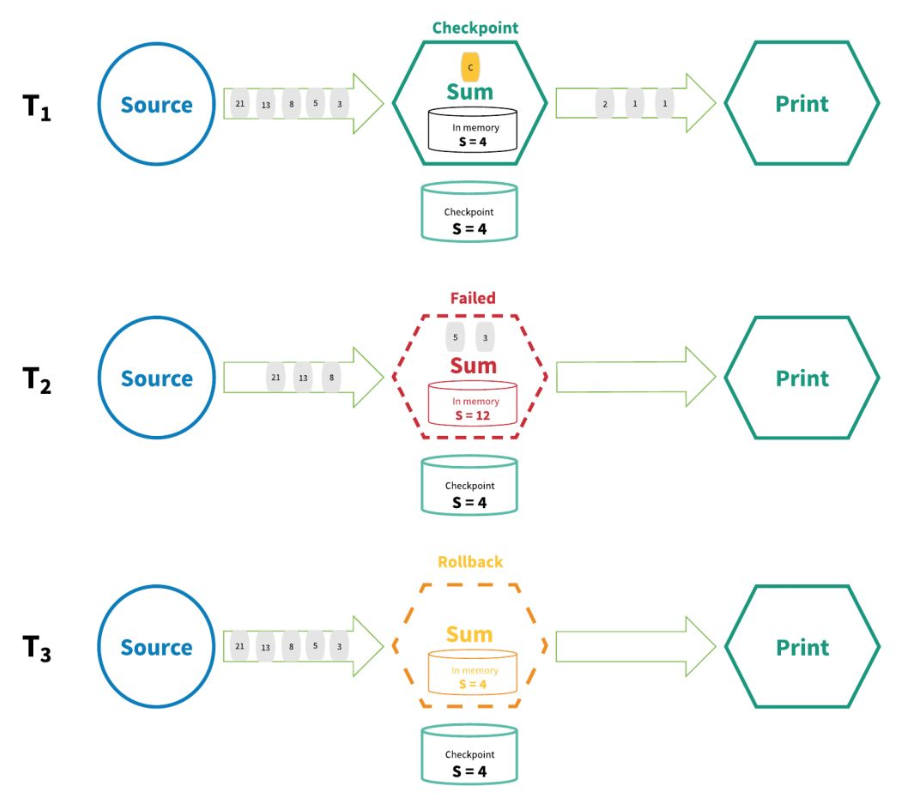 Checkpoint
T1
Source
21 13 8 5 3
C
Sum
In memory
S = 4
2 1 1
Print
Checkpoint
S = 4
Failed
T2
Source
21 13 8
5 3
Sum
In memory
S = 12
Print
Checkpoint
S = 4
Rollback
T3
Source
21 13 8 5 3
Sum
In memory
S = 4
Print
Checkpoint
S = 4